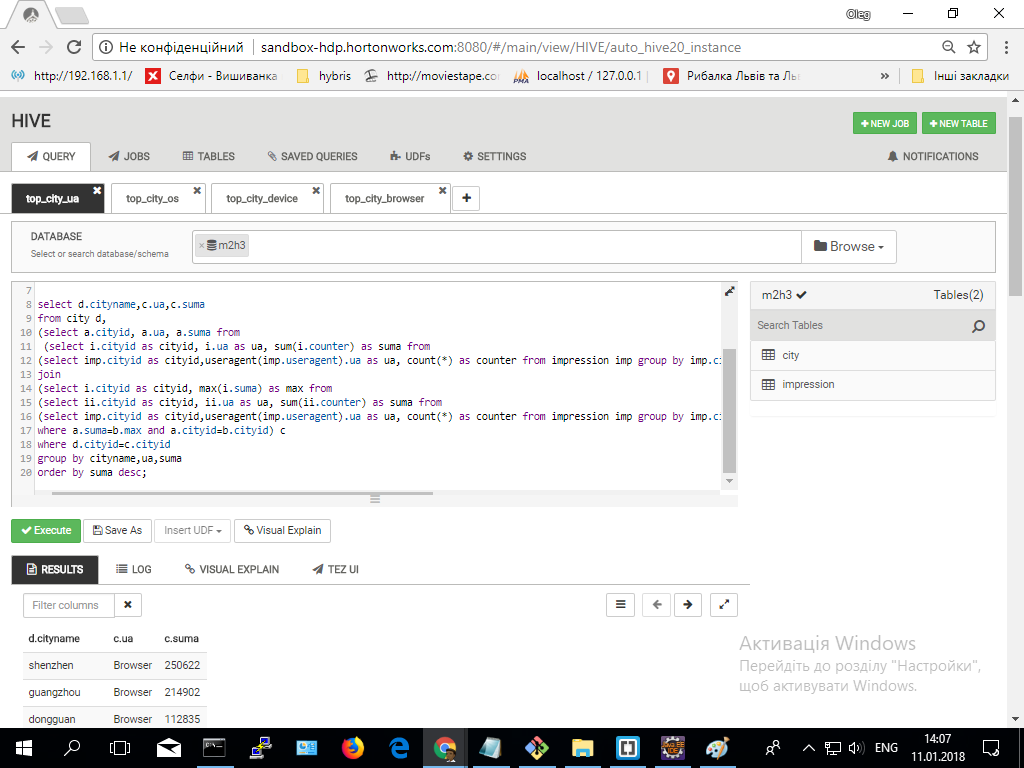 Oleg
Не конфіденційний sandbox-hdp.hortonworks.com:8080/#/main/view/HIVE/auto_hive20_instance
http://192.168.1.1/ Селфи - Вишиванка hybris http://moviestape.co localhost / 127.0.0.1 Рибалка Львів та Ль » Інші закладки
HIVE
NEW JOB NEW TABLE
QUERY JOBS TABLES SAVED QUERIES UDFs SETTINGS NOTIFICATIONS
top_city_ua top_city_os top_city_device top_city_browser
DATABASE
Select or search database/schema
× m2h3
Browse
7
8 select d.cityname,c.ua,c.suma
9 from city d,
10 (select a.cityid, a.ua, a.suma from
11 (select i.cityid as cityid, i.ua as ua, sum(i.counter) as suma from
12 (select imp.cityid as cityid,useragent(imp.useragent).ua as ua, count(*) as counter from impression imp group by imp.ci
13 join
14 (select i.cityid as cityid, max(i.suma) as max from
15 (select ii.cityid as cityid, ii.ua as ua, sum(ii.counter) as suma from
16 (select imp.cityid as cityid,useragent(imp.useragent).ua as ua, count(*) as counter from impression imp group by imp.ci
17 where a.suma=b.max and a.cityid=b.cityid) c
18 where d.cityid=c.cityid
19 group by cityname,ua,suma
20 order by suma desc;
m2h3 Tables(2)
Search Tables
city
impression
Execute Save As Insert UDF Visual Explain
RESULTS LOG VISUAL EXPLAIN TEZ UI
Filter columns
d.cityname c.ua c.suma
shenzhen Browser 250622
guangzhou Browser 214902
dongguan Browser 112835
Активація Windows
Перейдіть до розділу "Настройки",
щоб активувати Windows.
ENG
14:07
11.01.2018